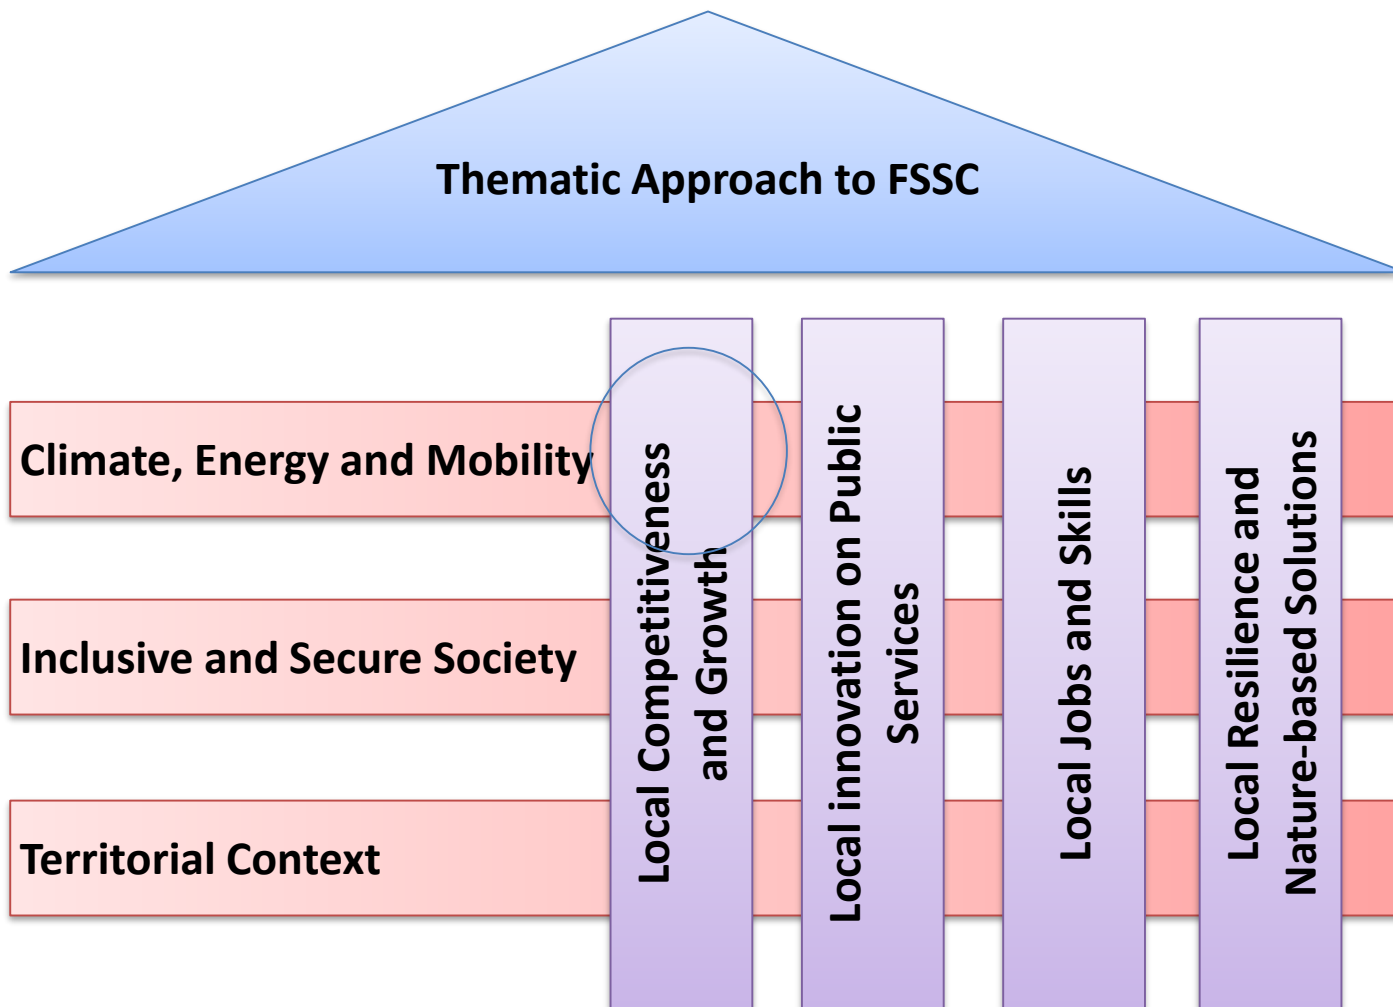 Thematic Approach to FSSC
Climate, Energy and Mobility
Inclusive and Secure Society
Territorial Context
Local Competitiveness
and Growth
Local innovation on Public
Services
Local Jobs and Skills
Local Resilience and
Nature-based Solutions